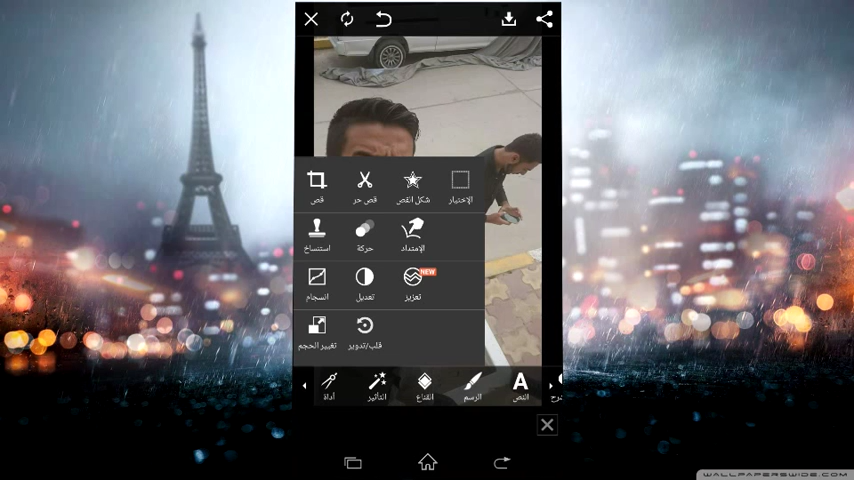 الإختيار شكل القص قص حر قص
الإمتداد حركة استنساخ
NEW
تعزيز تعديل انسجام
قلب/تدوير تغيير الحجم
النص الرسم القناع التأثير أداة
A
WALLPAPERSWIDE.COM